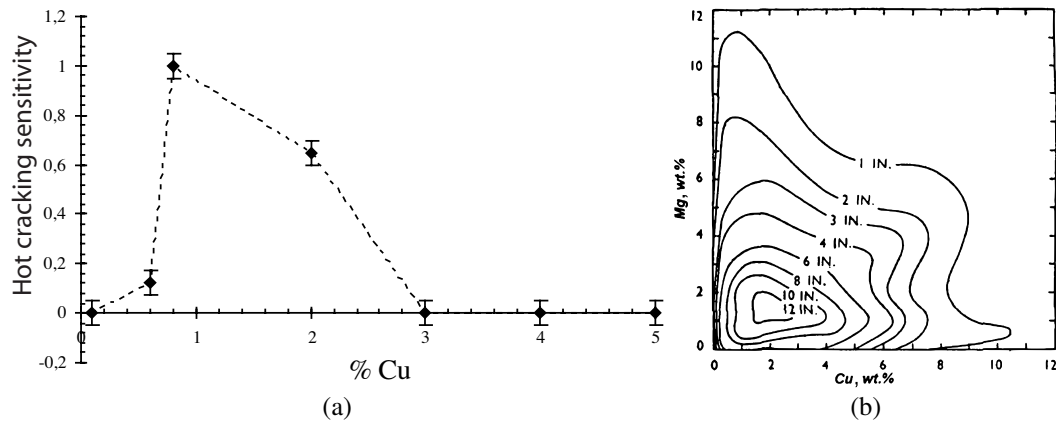 Hot cracking sensitivity
1,2
1
0,8
0,6
0,4
0,2
0
-0,2
0 1 2 3 4 5
% Cu
(a)
Mg, wt.%
12
10
8
6
4
2
0
1 IN.
2 IN.
3 IN.
4 IN.
6 IN.
8 IN.
10 IN.
12 IN.
0 2 4 6 8 10 12
Cu, wt.%
(b)